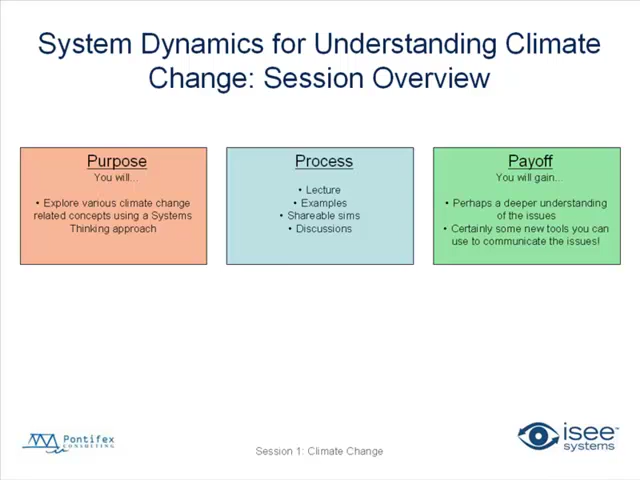 System Dynamics for Understanding Climate
Change: Session Overview
Purpose
You will...
• Explore various climate change
related concepts using a Systems
Thinking approach
Process
• Lecture
• Examples
• Shareable sims
• Discussions
Payoff
You will gain...
• Perhaps a deeper understanding
of the issues
• Certainly some new tools you can
use to communicate the issues!
Pontifex
CONSULTING
Session 1: Climate Change
isee™
systems